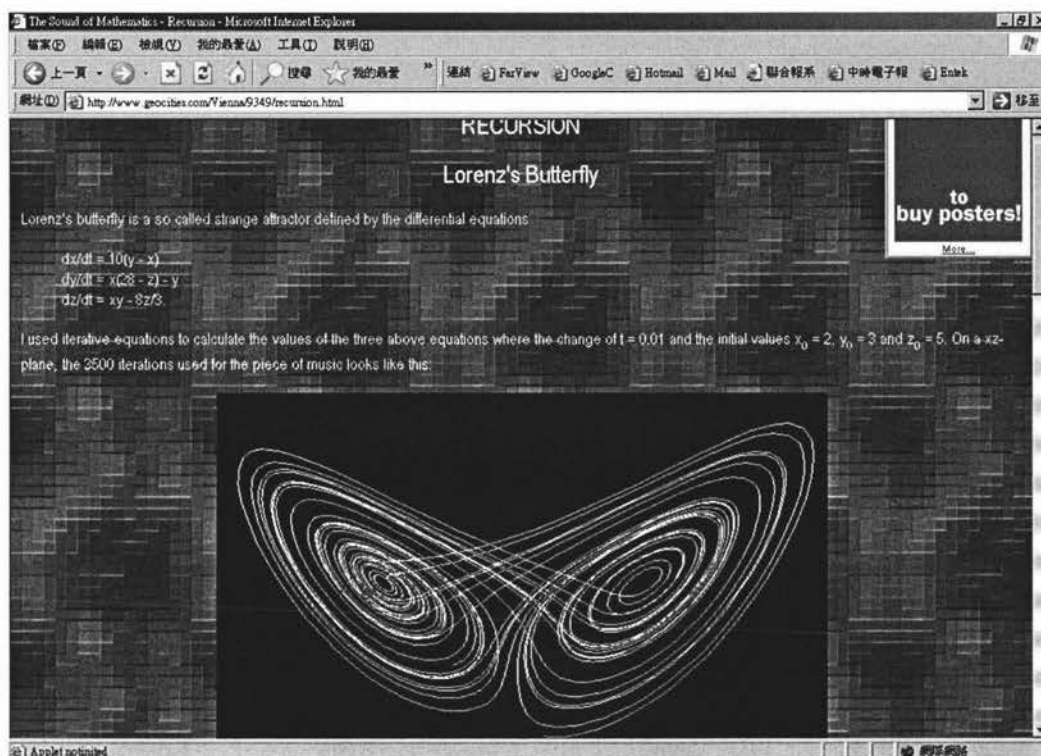 The Sound of Mathematics - Recursion - Microsoft Internet Explorer
檔案(F) 編輯(E) 檢視(V) 我的最愛(A) 工具(T) 說明(H)
上一頁 搜尋 我的最愛 » 連結 FarView GoogleC Hotmail Mail 聯合報系 中時電子報 Entek
網址(D) http://www.geocities.com/Vienna/9349/recursion.html 移至
RECURSION
Lorenz's Butterfly
to
buy posters!
More...
Lorenz's butterfly is a so called strange attractor defined by the differential equations
dx/dt = 10(y - x)
dy/dt = x(28 - z) - y
dz/dt = xy - 8z/3.
I used iterative equations to calculate the values of the three above equations where the change of t = 0.01 and the initial values x0 = 2, y0 = 3 and z0 = 5. On a xz-
plane, the 2500 iterations used for the piece of music looks like this:
Applet notinited 網際網路